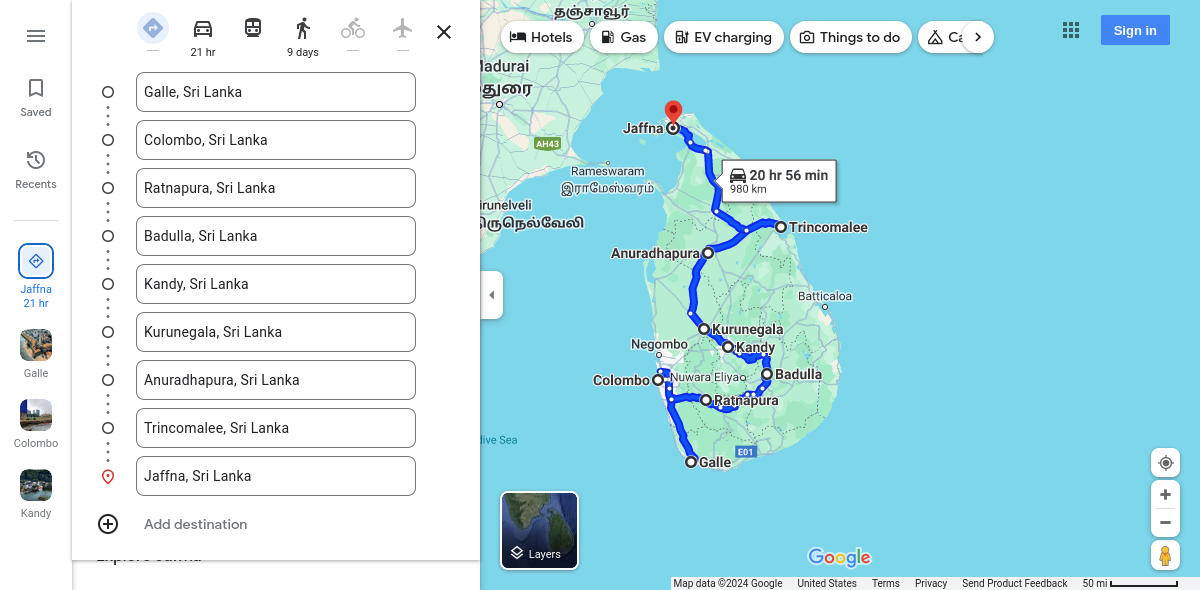 21 hr
9 days
Saved
Recents
Jaffna
21 hr
Galle
Colombo
Kandy
Galle, Sri Lanka
Colombo, Sri Lanka
Ratnapura, Sri Lanka
Badulla, Sri Lanka
Kandy, Sri Lanka
Kurunegala, Sri Lanka
Anuradhapura, Sri Lanka
Trincomalee, Sri Lanka
Jaffna, Sri Lanka
Add destination
Hotels
Gas
EV charging
Things to do
Ca
Sign in
தஞ்சாவூர்
Jaffna
AH43
Rameswaram
இராமேஸ்வரம்
20 hr 56 min
980 km
Trincomalee
Anuradhapura
Batticaloa
Kurunegala
Negombo
Kandy
Colombo
Nuwara Eliya
Badulla
Ratnapura
E01
Galle
Layers
Google
Map data ©2024 Google
United States
Terms
Privacy
Send Product Feedback
50 mi